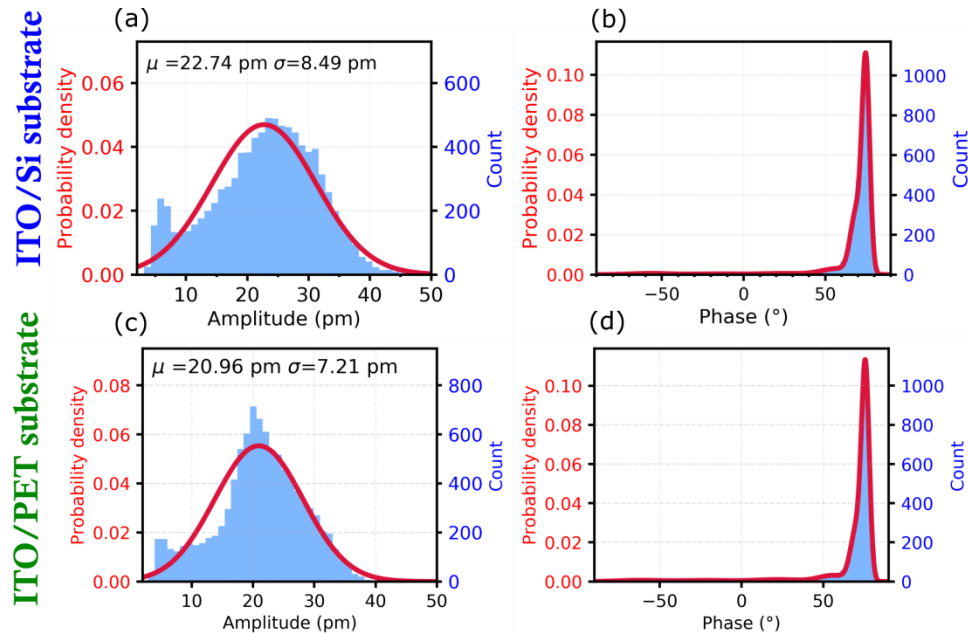 ITO/Si substrate
(a)
μ =22.74 pm σ=8.49 pm
Probability density
0.06
0.04
0.02
0.00
600
400
200
0
Count
10 20 30 40 50
Amplitude (pm)
(b)
Probability density
0.10
0.08
0.06
0.04
0.02
0.00
1000
800
600
400
200
0
Count
−50 0 50
Phase (°)
ITO/PET substrate
(c)
μ =20.96 pm σ=7.21 pm
Probability density
0.08
0.06
0.04
0.02
0.00
800
600
400
200
0
Count
10 20 30 40 50
Amplitude (pm)
(d)
Probability density
0.10
0.08
0.06
0.04
0.02
0.00
1000
800
600
400
200
0
Count
−50 0 50
Phase (°)